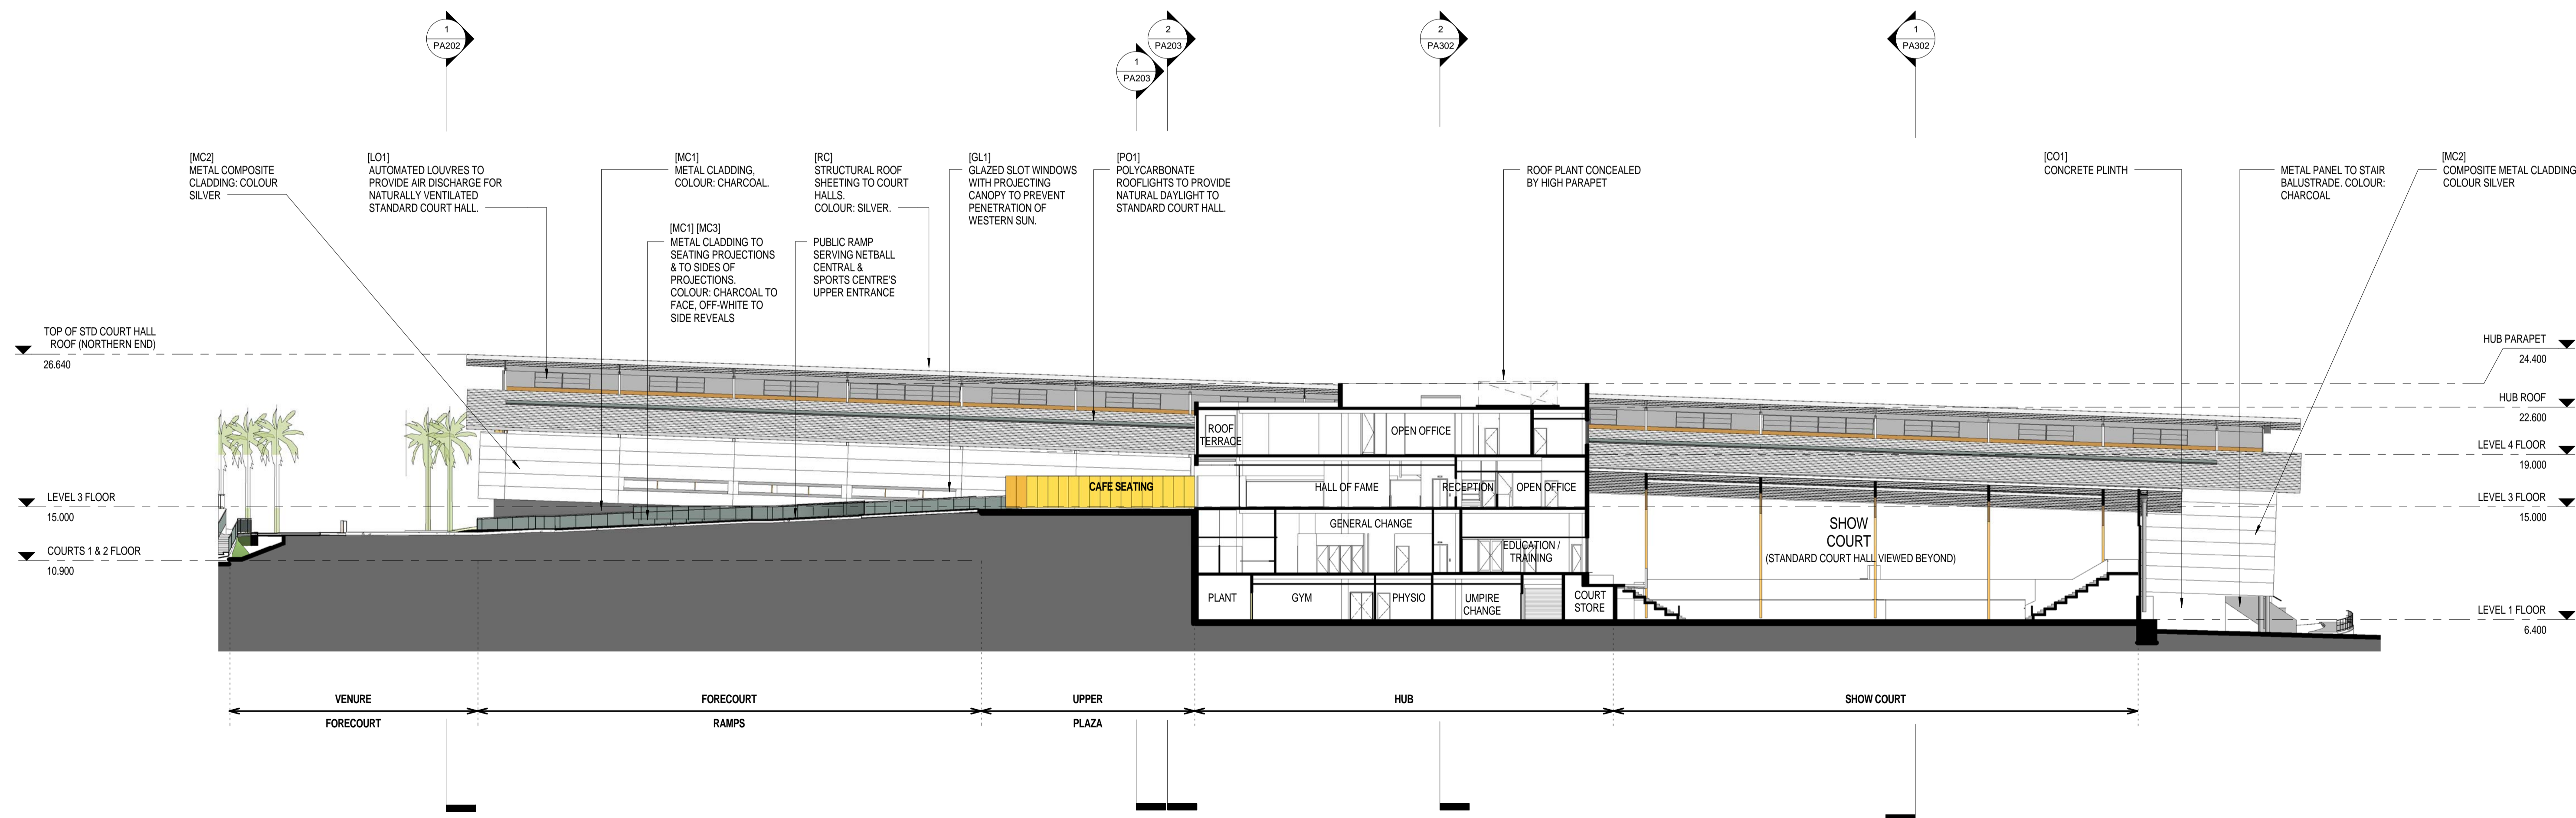 1
PA202
2
PA203
1
PA203
2
PA302
1
PA302
[MC2]
METAL COMPOSITE
CLADDING: COLOUR
SILVER
[LO1]
AUTOMATED LOUVRES TO
PROVIDE AIR DISCHARGE FOR
NATURALLY VENTILATED
STANDARD COURT HALL.
[MC1]
METAL CLADDING,
COLOUR: CHARCOAL.
[MC1] [MC3]
METAL CLADDING TO
SEATING PROJECTIONS
& TO SIDES OF
PROJECTIONS.
COLOUR: CHARCOAL TO
FACE, OFF-WHITE TO
SIDE REVEALS
[RC]
STRUCTURAL ROOF
SHEETING TO COURT
HALLS.
COLOUR: SILVER.
PUBLIC RAMP
SERVING NETBALL
CENTRAL &
SPORTS CENTRE'S
UPPER ENTRANCE
[GL1]
GLAZED SLOT WINDOWS
WITH PROJECTING
CANOPY TO PREVENT
PENETRATION OF
WESTERN SUN.
[PO1]
POLYCARBONATE
ROOFLIGHTS TO PROVIDE
NATURAL DAYLIGHT TO
STANDARD COURT HALL.
ROOF PLANT CONCEALED
BY HIGH PARAPET
[CO1]
CONCRETE PLINTH
METAL PANEL TO STAIR
BALUSTRADE. COLOUR:
CHARCOAL
[MC2]
COMPOSITE METAL CLADDING
COLOUR SILVER
TOP OF STD COURT HALL
ROOF (NORTHERN END)
26.640
LEVEL 3 FLOOR
15.000
COURTS 1 & 2 FLOOR
10.900
HUB PARAPET
24.400
HUB ROOF
22.600
LEVEL 4 FLOOR
19.000
LEVEL 3 FLOOR
15.000
LEVEL 1 FLOOR
6.400
ROOF
TERRACE
OPEN OFFICE
CAFE SEATING
HALL OF FAME
RECEPTION
OPEN OFFICE
GENERAL CHANGE
EDUCATION /
TRAINING
PLANT
GYM
PHYSIO
UMPIRE
CHANGE
COURT
STORE
SHOW
COURT
(STANDARD COURT HALL VIEWED BEYOND)
VENURE
FORECOURT
FORECOURT
RAMPS
UPPER
PLAZA
HUB
SHOW COURT